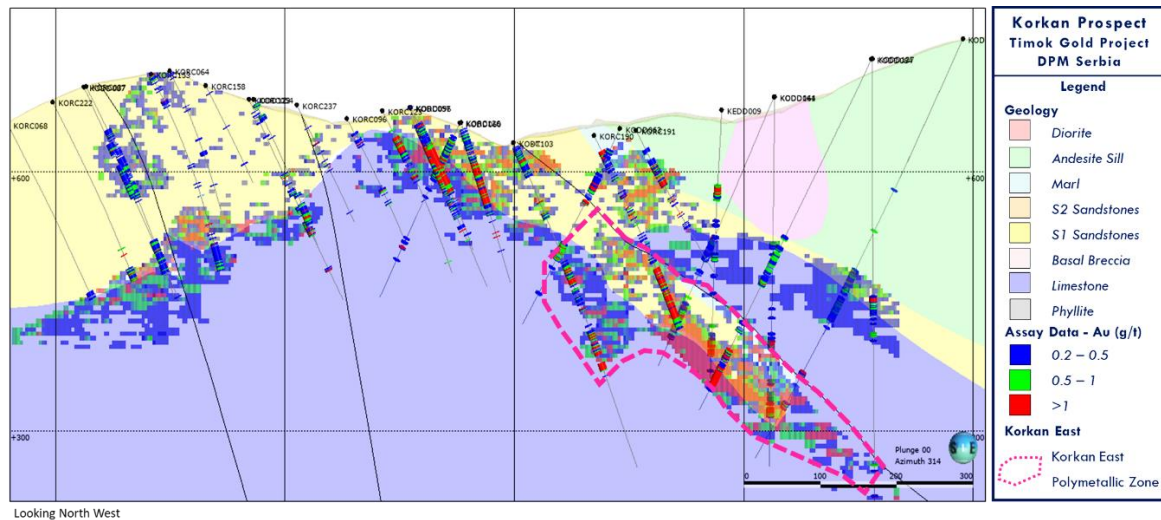 Korkan Prospect
Timok Gold Project
DPM Serbia
Legend
Geology
Diorite
Andesite Sill
Marl
S2 Sandstones
S1 Sandstones
Basal Breccia
Limestone
Phyllite
Assay Data - Au (g/t)
0.2 – 0.5
0.5 – 1
>1
Korkan East
Korkan East
Polymetallic Zone
KORC064
KORC158
KORC222
KORC237
KORC068
KORC096
KORC103
KORC190
KORC191
KEDD009
KOD
+600
+600
+300
Plunge 00
Azimuth 314
0 100 200 300
Looking North West